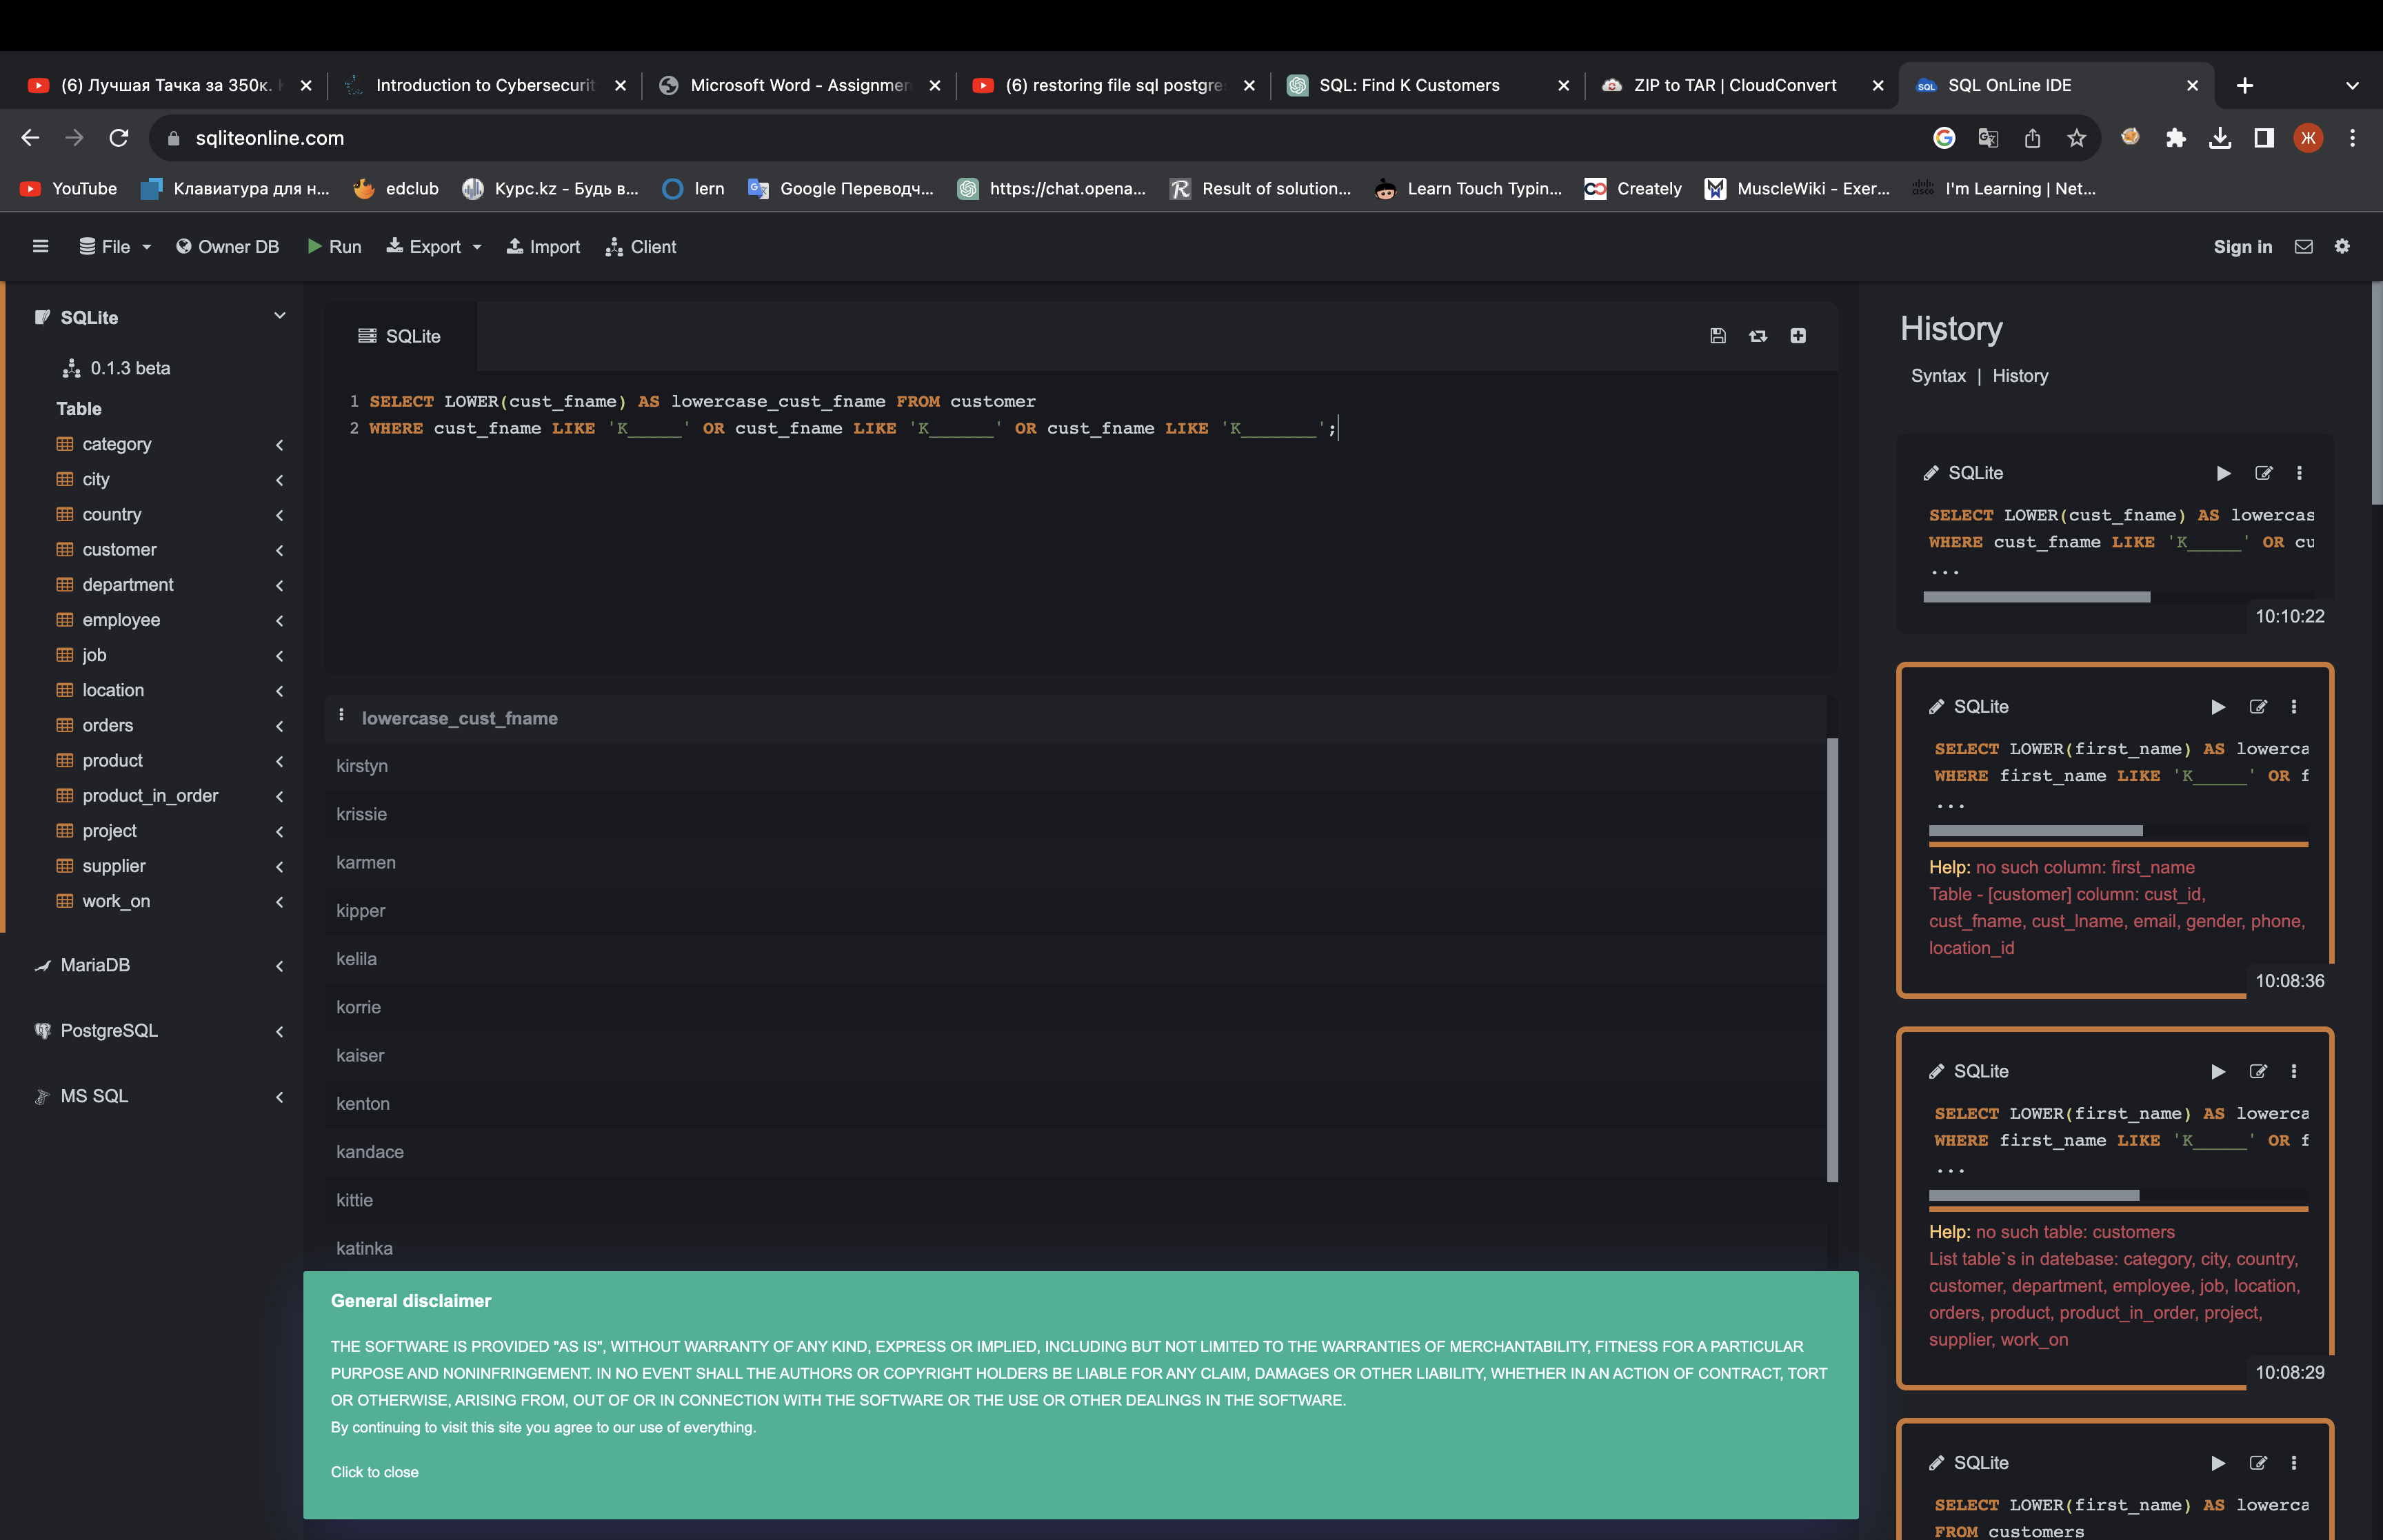 (6) Лучшая Тачка за 350к.
Introduction to Cybersecurit
Microsoft Word - Assignmen
(6) restoring file sql postgre
SQL: Find K Customers
ZIP to TAR | CloudConvert
SQL OnLine IDE
sqliteonline.com
Ж
YouTube
Клавиатура для н...
edclub
Курс.kz - Будь в...
lern
Google Переводч...
https://chat.opena...
Result of solution...
Learn Touch Typin...
Creately
MuscleWiki - Exer...
I'm Learning | Net...
File
Owner DB
Run
Export
Import
Client
Sign in
SQLite
0.1.3 beta
Table
category
city
country
customer
department
employee
job
location
orders
product
product_in_order
project
supplier
work_on
MariaDB
PostgreSQL
MS SQL
SQLite
1 SELECT LOWER(cust_fname) AS lowercase_cust_fname FROM customer
2 WHERE cust_fname LIKE 'K_____' OR cust_fname LIKE 'K______' OR cust_fname LIKE 'K_______';
lowercase_cust_fname
kirstyn
krissie
karmen
kipper
kelila
korrie
kaiser
kenton
kandace
kittie
katinka
General disclaimer
THE SOFTWARE IS PROVIDED "AS IS", WITHOUT WARRANTY OF ANY KIND, EXPRESS OR IMPLIED, INCLUDING BUT NOT LIMITED TO THE WARRANTIES OF MERCHANTABILITY, FITNESS FOR A PARTICULAR
PURPOSE AND NONINFRINGEMENT. IN NO EVENT SHALL THE AUTHORS OR COPYRIGHT HOLDERS BE LIABLE FOR ANY CLAIM, DAMAGES OR OTHER LIABILITY, WHETHER IN AN ACTION OF CONTRACT, TORT
OR OTHERWISE, ARISING FROM, OUT OF OR IN CONNECTION WITH THE SOFTWARE OR THE USE OR OTHER DEALINGS IN THE SOFTWARE.
By continuing to visit this site you agree to our use of everything.
Click to close
History
Syntax | History
SQLite
SELECT LOWER(cust_fname) AS lowercas
WHERE cust_fname LIKE 'K_____' OR cu
...
10:10:22
SQLite
SELECT LOWER(first_name) AS lowerca
WHERE first_name LIKE 'K_____' OR f
...
Help: no such column: first_name
Table - [customer] column: cust_id,
cust_fname, cust_lname, email, gender, phone,
location_id
10:08:36
SQLite
SELECT LOWER(first_name) AS lowerca
WHERE first_name LIKE 'K_____' OR f
...
Help: no such table: customers
List table`s in datebase: category, city, country,
customer, department, employee, job, location,
orders, product, product_in_order, project,
supplier, work_on
10:08:29
SQLite
SELECT LOWER(first_name) AS lowerca
FROM customers